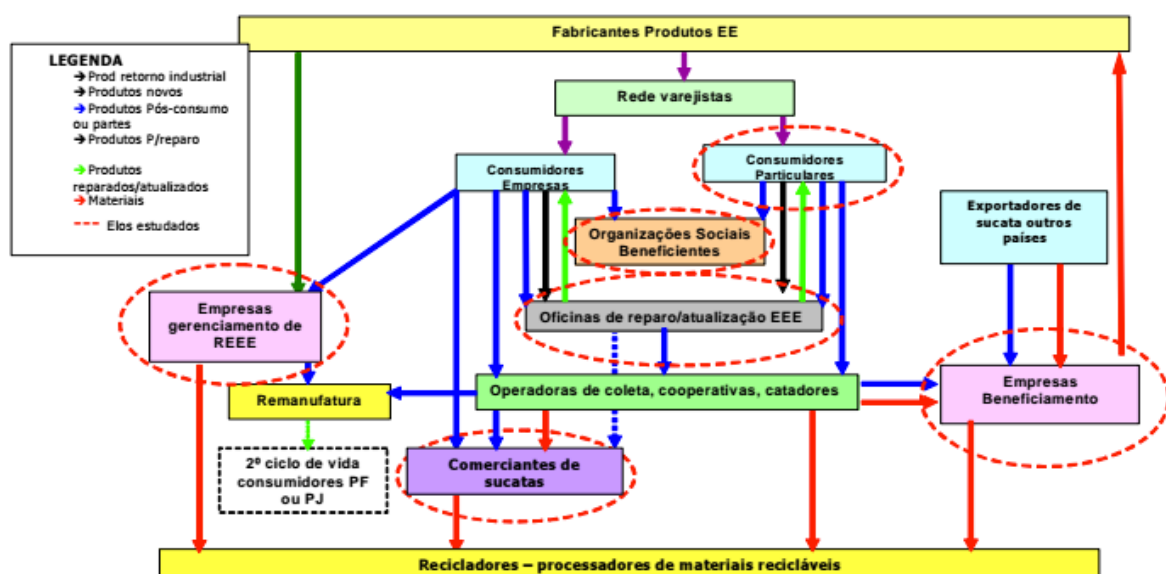 Fabricantes Produtos EE
LEGENDA
Prod retorno industrial
Produtos novos
Produtos Pós-consumo
ou partes
Produtos P/reparo
Produtos
reparados/atualizados
Materiais
Elos estudados
Rede varejistas
Consumidores
Empresas
Consumidores
Particulares
Organizações Sociais
Beneficientes
Exportadores de
sucata outros
países
Empresas
gerenciamento de
REEE
Oficinas de reparo/atualização EEE
Remanufatura
Operadoras de coleta, cooperativas, catadores
Empresas
Beneficiamento
2º ciclo de vida
consumidores PF
ou PJ
Comerciantes de
sucatas
Recicladores – processadores de materiais recicláveis